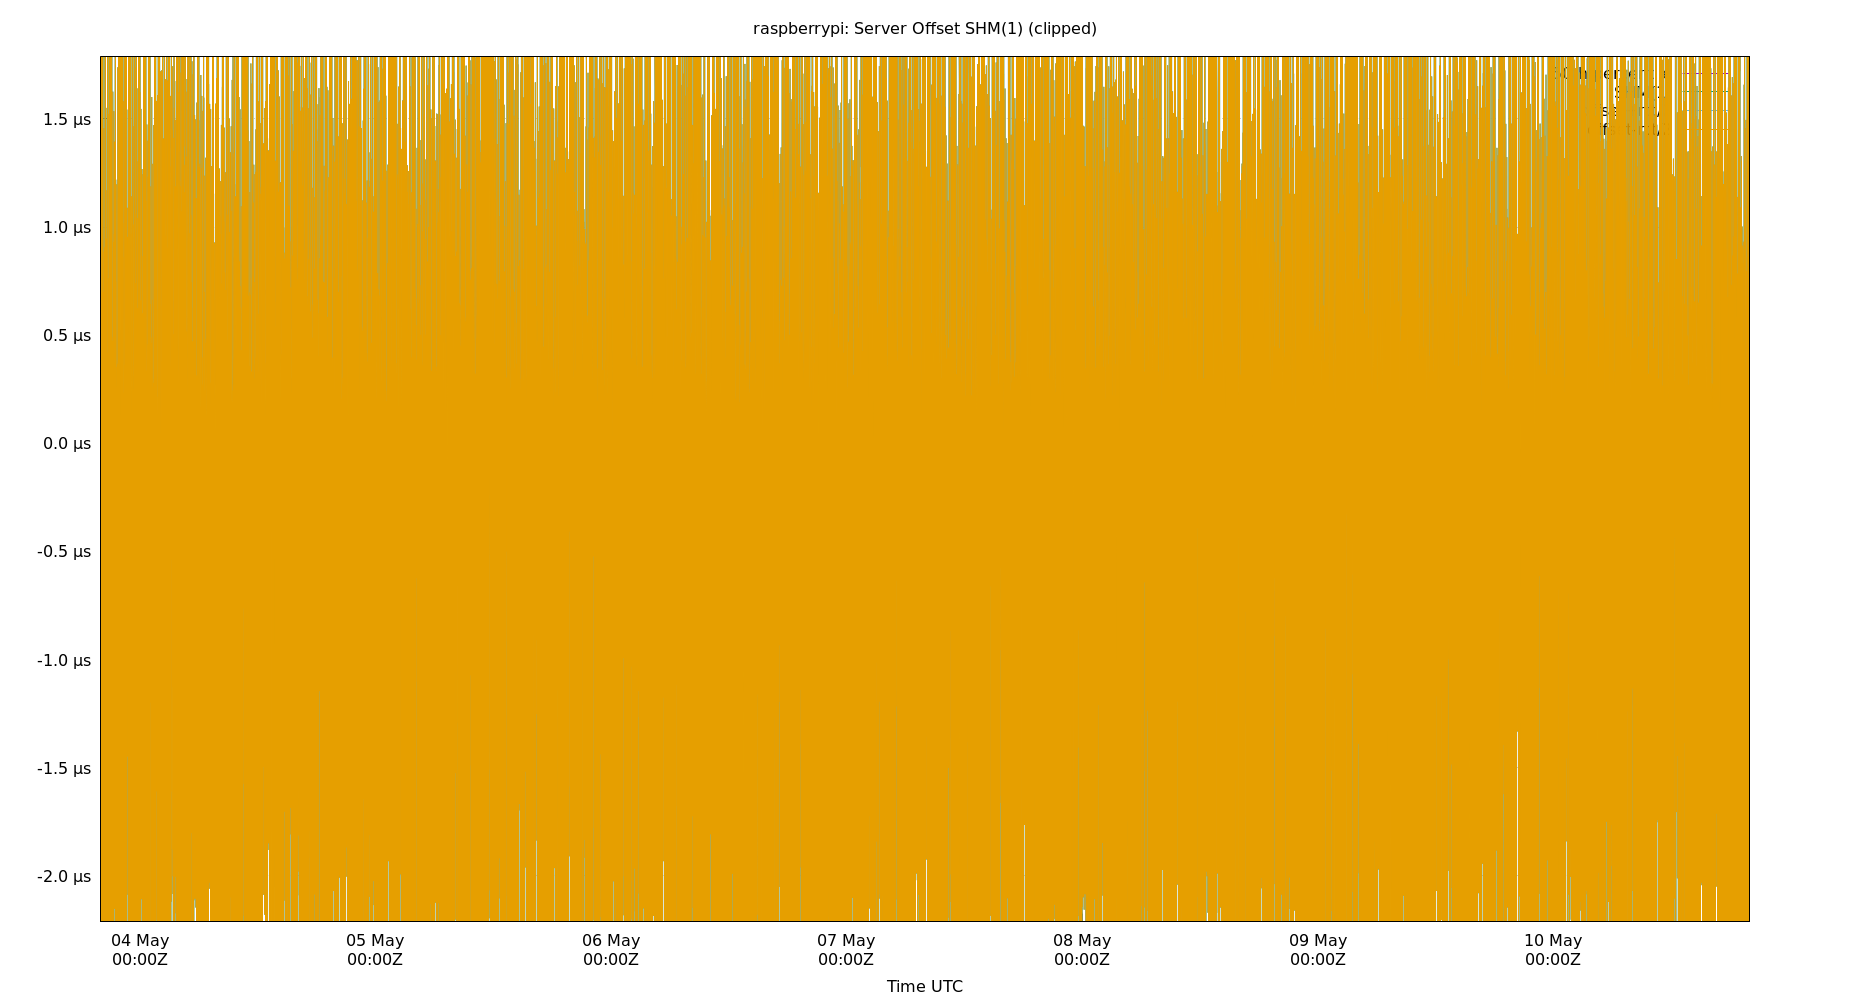 raspberrypi: Server Offset SHM(1) (clipped)
1.5 µs
1.0 µs
0.5 µs
0.0 µs
-0.5 µs
-1.0 µs
-1.5 µs
-2.0 µs
04 May 05 May 06 May 07 May 08 May 09 May 10 May
00:00Z 00:00Z 00:00Z 00:00Z 00:00Z 00:00Z 00:00Z
Time UTC